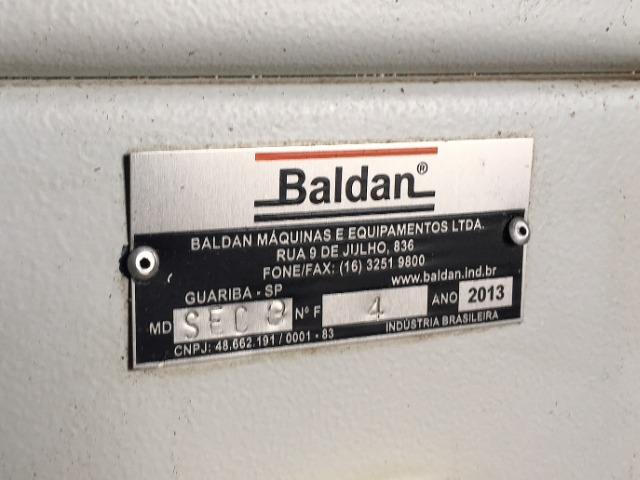 Baldan®
BALDAN MÁQUINAS E EQUIPAMENTOS LTDA.
RUA 9 DE JULHO, 836
FONE/FAX: (16) 3251 9800
www.baldan.ind.br
GUARIBA - SP
MD Nº F 4 ANO 2013
INDÚSTRIA BRASILEIRA
CNPJ: 48.662.191 / 0001 - 83